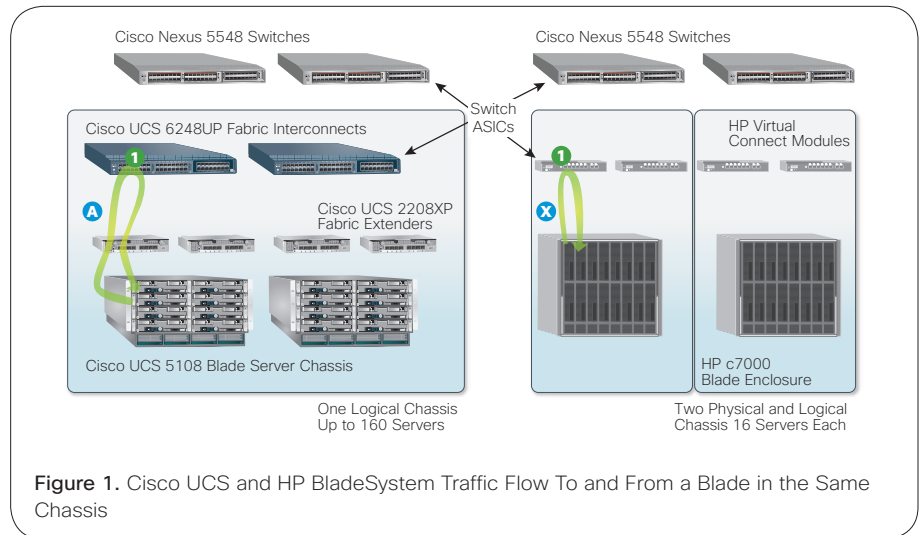 Cisco Nexus 5548 Switches
Cisco Nexus 5548 Switches
Switch
ASICs
Cisco UCS 6248UP Fabric Interconnects
1
A
Cisco UCS 2208XP
Fabric Extenders
Cisco UCS 5108 Blade Server Chassis
One Logical Chassis
Up to 160 Servers
HP Virtual
Connect Modules
1
X
HP c7000
Blade Enclosure
Two Physical and Logical
Chassis 16 Servers Each
Figure 1. Cisco UCS and HP BladeSystem Traffic Flow To and From a Blade in the Same
Chassis